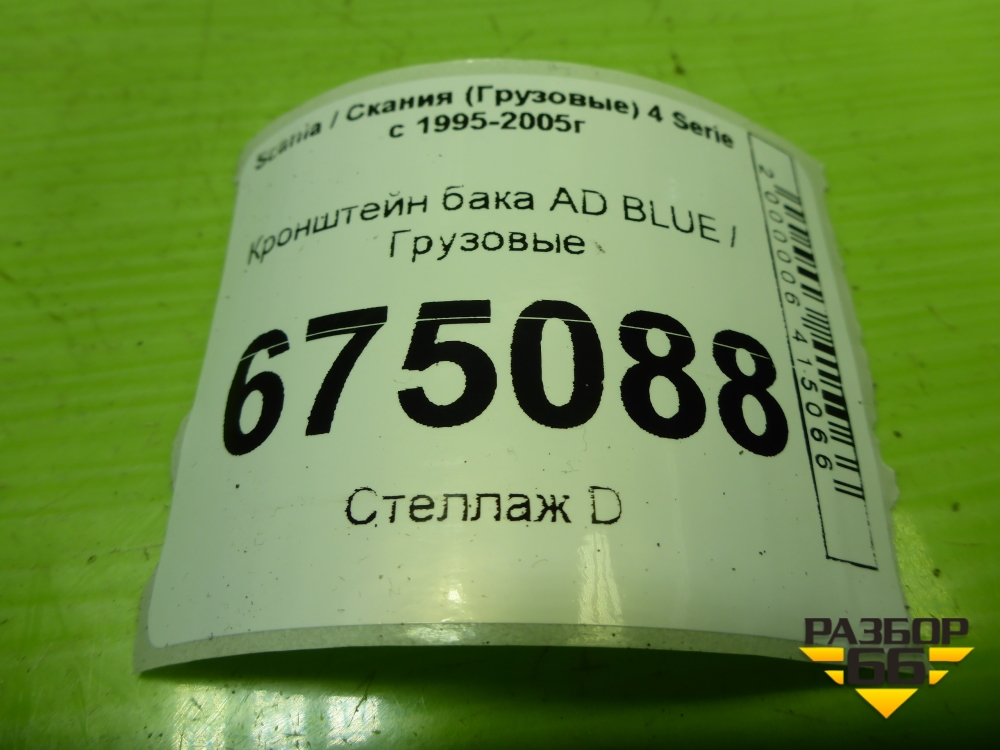 Scania / Скания (Грузовые) 4 Serie
с 1995-2005г
Кронштейн бака AD BLUE /
Грузовые
675088
Стеллаж D
2000006415066
РАЗБОР
66